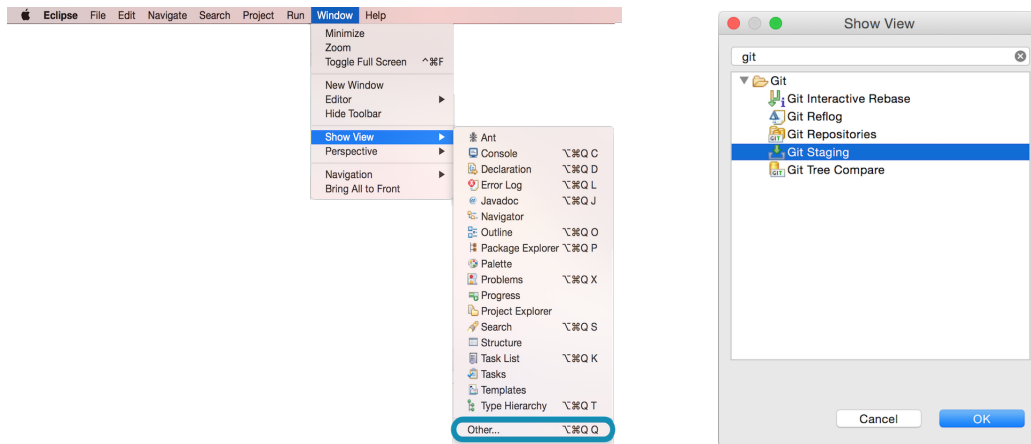 Eclipse File Edit Navigate Search Project Run Window Help
Minimize
Zoom
Toggle Full Screen ^⌘F
New Window
Editor
Hide Toolbar
Show View
Perspective
Navigation
Bring All to Front
Ant
Console ⌥⌘Q C
Declaration ⌥⌘Q D
Error Log ⌥⌘Q L
Javadoc ⌥⌘Q J
Navigator
Outline ⌥⌘Q O
Package Explorer ⌥⌘Q P
Palette
Problems ⌥⌘Q X
Progress
Project Explorer
Search ⌥⌘Q S
Structure
Task List ⌥⌘Q K
Tasks
Templates
Type Hierarchy ⌥⌘Q T
Other... ⌥⌘Q Q
Show View
git
Git
Git Interactive Rebase
Git Reflog
Git Repositories
Git Staging
Git Tree Compare
Cancel OK